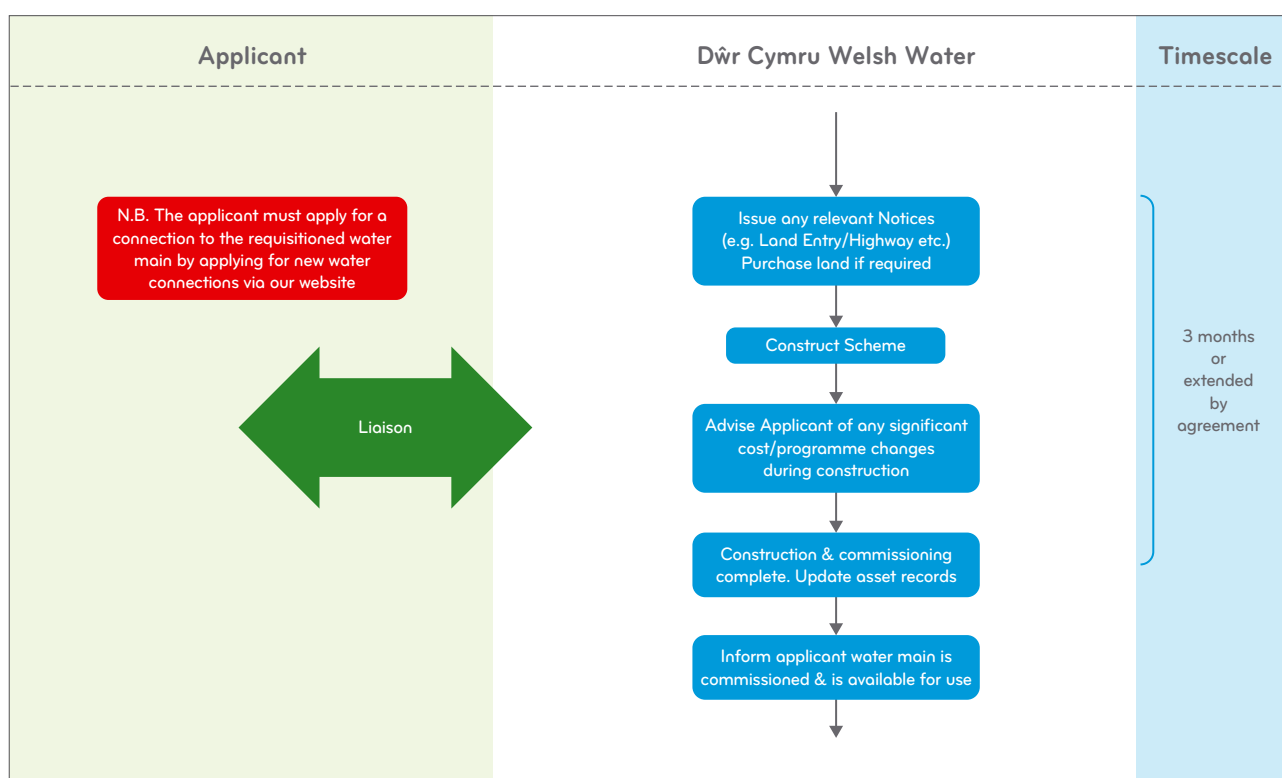 Applicant
Dŵr Cymru Welsh Water
Timescale
N.B. The applicant must apply for a
connection to the requisitioned water
main by applying for new water
connections via our website
Liaison
Issue any relevant Notices
(e.g. Land Entry/Highway etc.)
Purchase land if required
Construct Scheme
Advise Applicant of any significant
cost/programme changes
during construction
Construction & commissioning
complete. Update asset records
Inform applicant water main is
commissioned & is available for use
3 months
or
extended
by
agreement